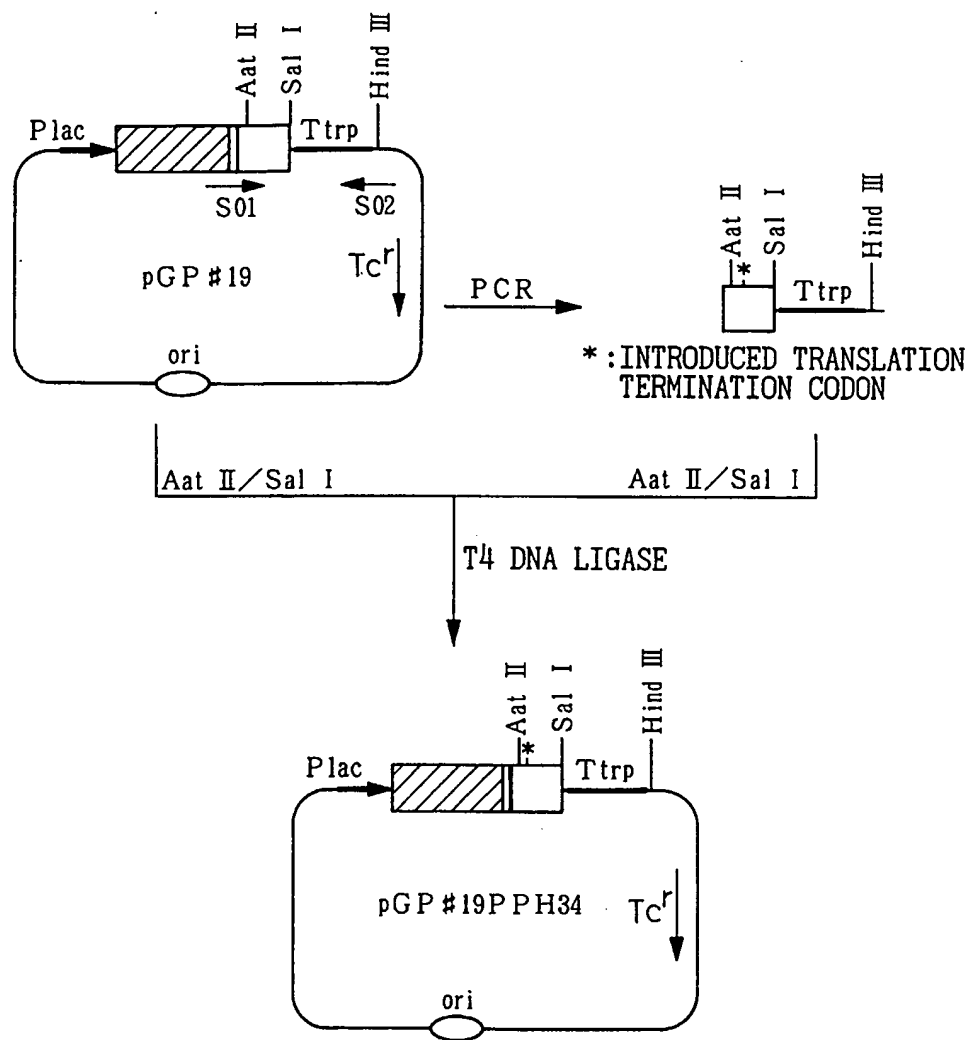 Aat II
Sal I
Hind III
Plac
Ttrp
S01
S02
pGP#19
Tcʳ
ori
PCR
Aat II
*
Sal I
Hind III
Ttrp
*:INTRODUCED TRANSLATION
TERMINATION CODON
Aat II/Sal I
Aat II/Sal I
T4 DNA LIGASE
Aat II
*
Sal I
Hind III
Plac
Ttrp
pGP#19PPH34
Tcʳ
ori